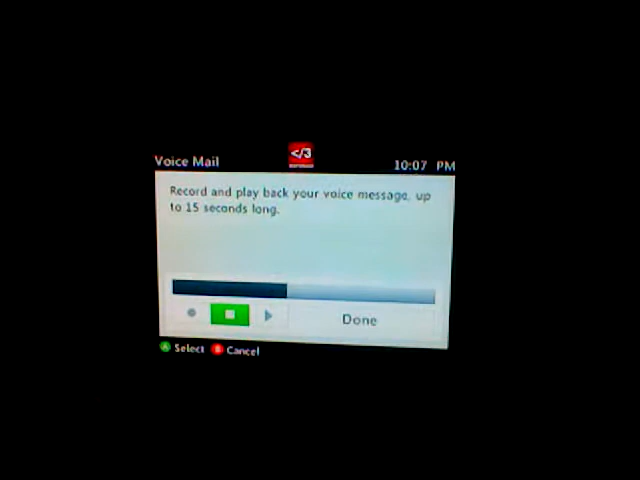 Voice Mail
</3
10:07 PM
Record and play back your voice message, up
to 15 seconds long.
Done
A Select B Cancel